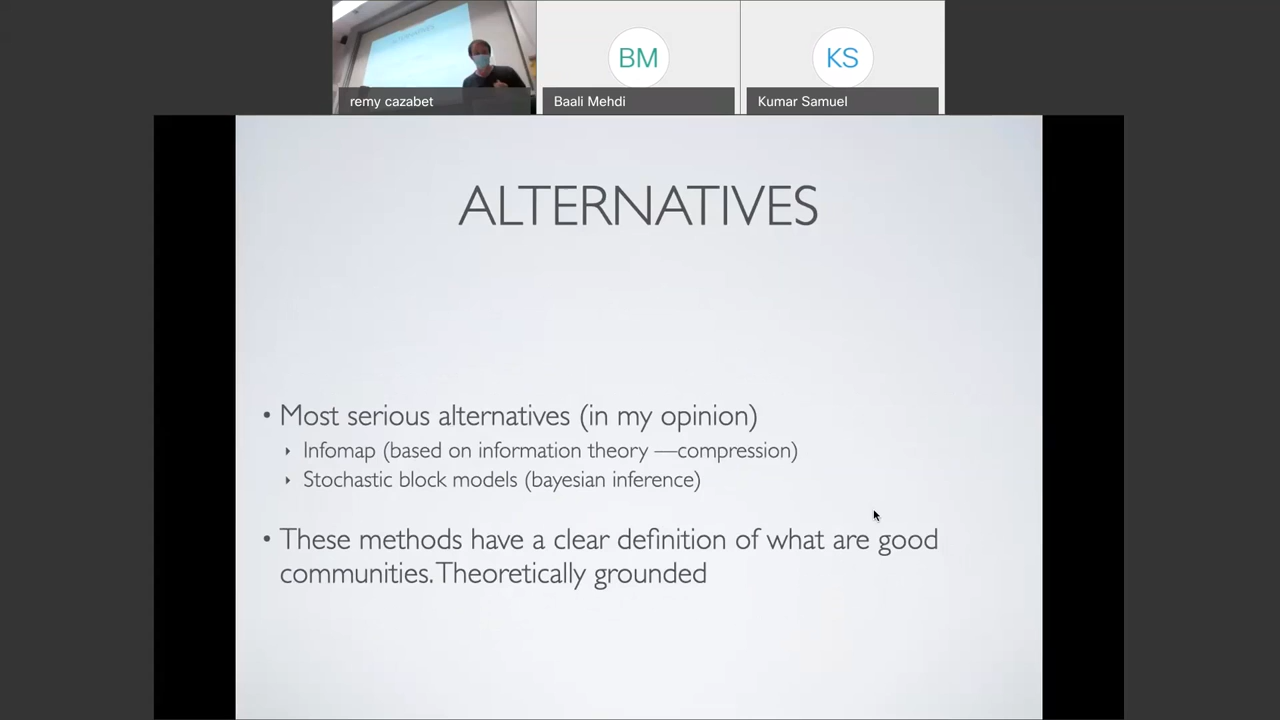 BM
KS
remy cazabet
Baali Mehdi
Kumar Samuel
ALTERNATIVES
• Most serious alternatives (in my opinion)
‣ Infomap (based on information theory —compression)
‣ Stochastic block models (bayesian inference)
• These methods have a clear definition of what are good
communities. Theoretically grounded